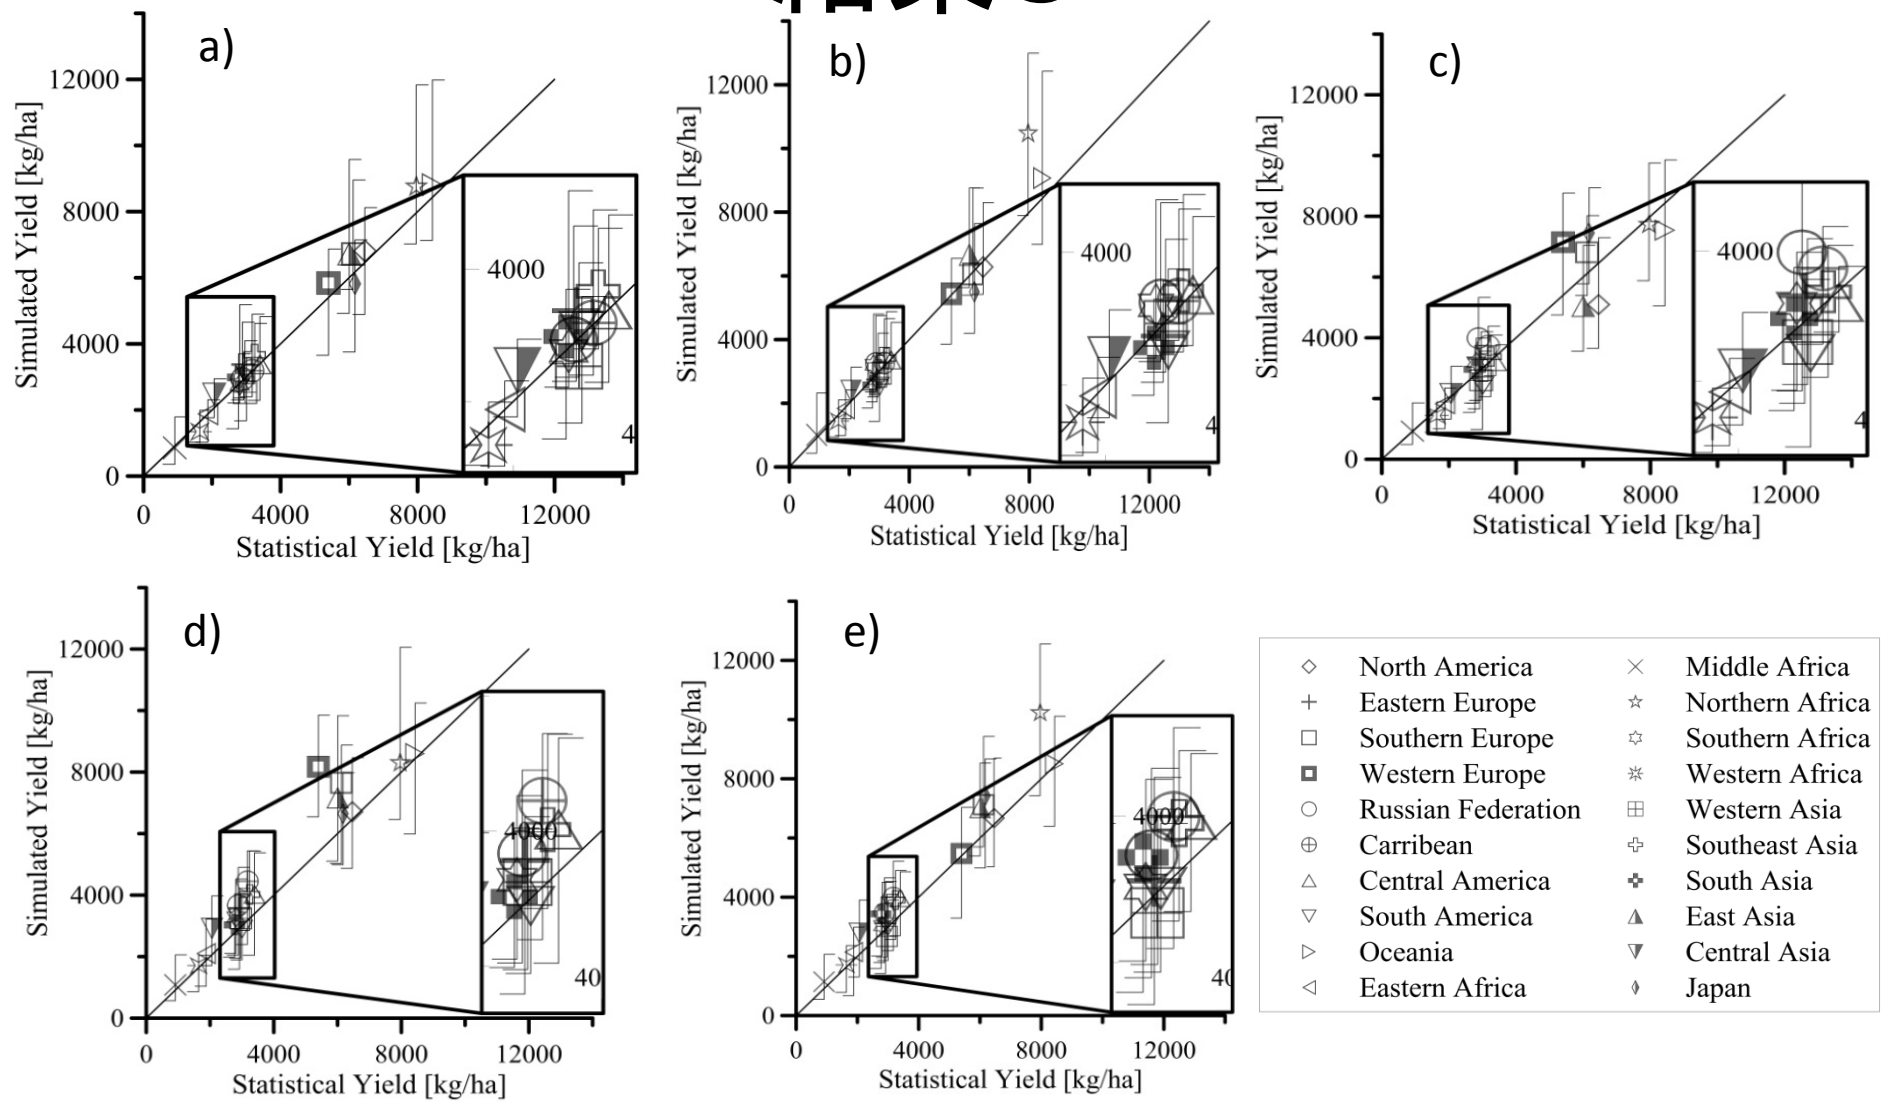 a)
12000
8000
4000
0
Simulated Yield [kg/ha]
4000
4
0
4000
8000
12000
Statistical Yield [kg/ha]
b)
12000
8000
4000
0
Simulated Yield [kg/ha]
4000
4
0
4000
8000
12000
Statistical Yield [kg/ha]
c)
12000
8000
4000
0
Simulated Yield [kg/ha]
4000
4
0
4000
8000
12000
Statistical Yield [kg/ha]
d)
12000
8000
4000
0
Simulated Yield [kg/ha]
4000
40
0
4000
8000
12000
Statistical Yield [kg/ha]
e)
12000
8000
4000
0
Simulated Yield [kg/ha]
4000
40
0
4000
8000
12000
Statistical Yield [kg/ha]
North America
Eastern Europe
Southern Europe
Western Europe
Russian Federation
Carribean
Central America
South America
Oceania
Eastern Africa
Middle Africa
Northern Africa
Southern Africa
Western Africa
Western Asia
Southeast Asia
South Asia
East Asia
Central Asia
Japan